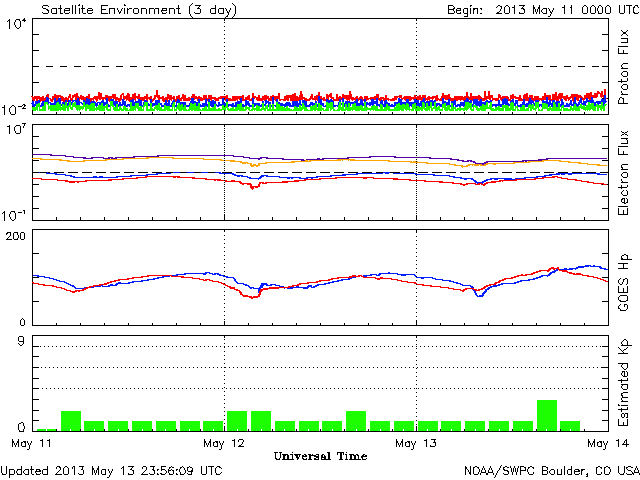 Satellite Environment (3 day)
Begin: 2013 May 11 0000 UTC
10⁴
10⁻²
Proton Flux
10⁷
10⁻¹
Electron Flux
200
0
GOES Hp
9
0
Estimated Kp
May 11
May 12
May 13
May 14
Universal Time
Updated 2013 May 13 23:56:09 UTC
NOAA/SWPC Boulder, CO USA